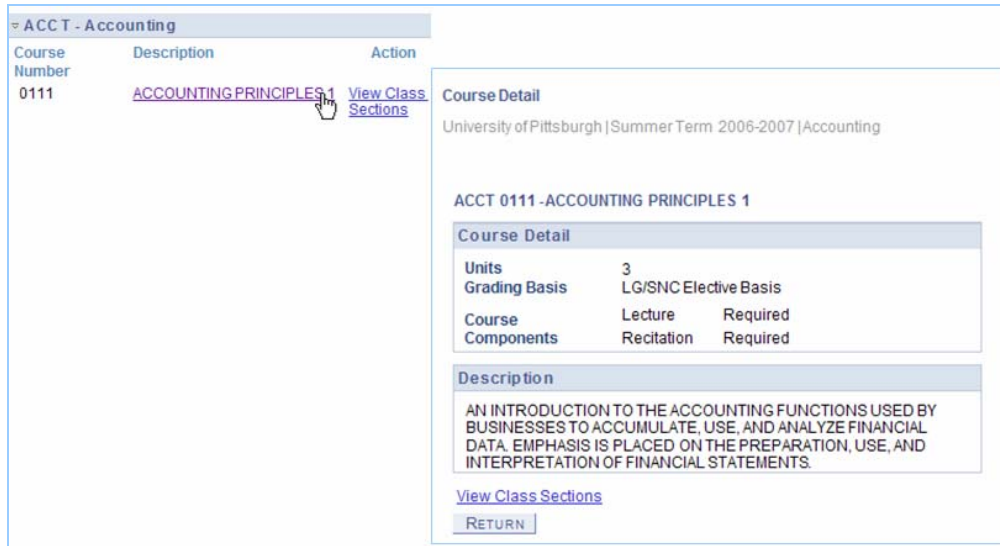 ACCT - Accounting
Course Number
Description
Action
0111
ACCOUNTING PRINCIPLES 1
View Class
Sections
Course Detail
University of Pittsburgh | Summer Term 2006-2007 | Accounting
ACCT 0111 - ACCOUNTING PRINCIPLES 1
Course Detail
Units 3
Grading Basis LG/SNC Elective Basis
Course Components
Lecture Required
Recitation Required
Description
AN INTRODUCTION TO THE ACCOUNTING FUNCTIONS USED BY
BUSINESSES TO ACCUMULATE, USE, AND ANALYZE FINANCIAL
DATA. EMPHASIS IS PLACED ON THE PREPARATION, USE, AND
INTERPRETATION OF FINANCIAL STATEMENTS.
View Class Sections
RETURN